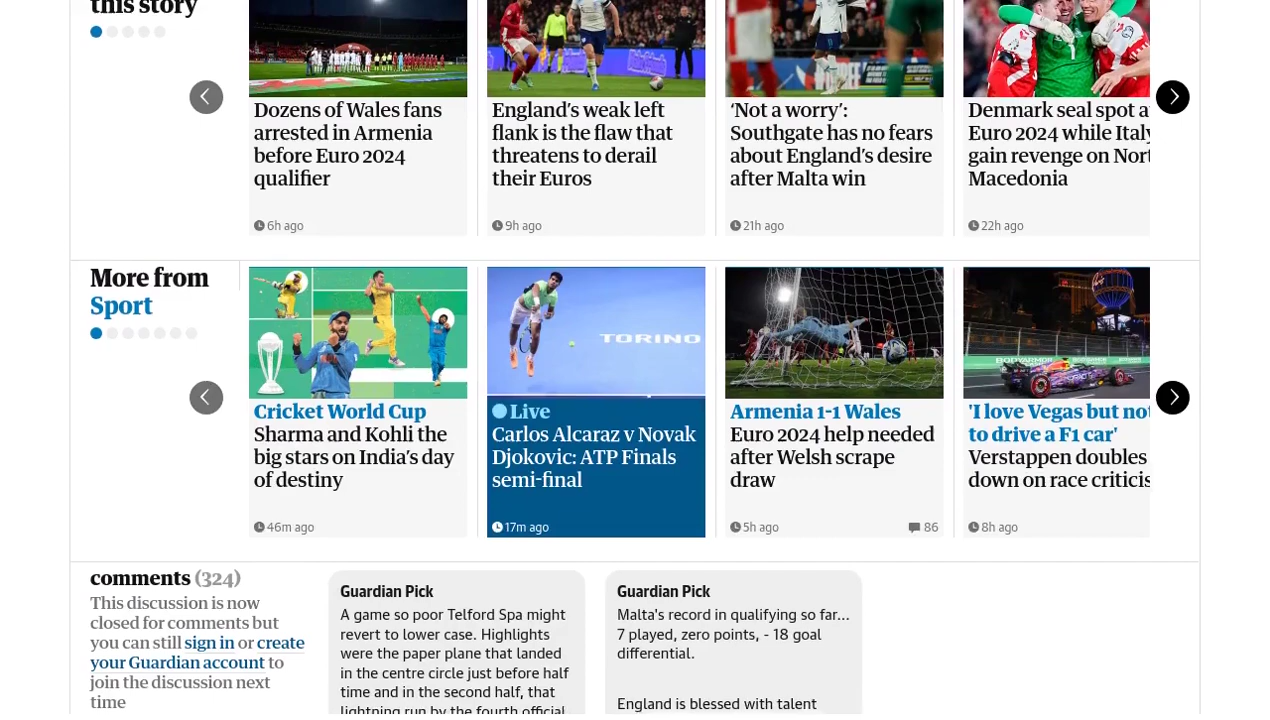 this story
Dozens of Wales fans
arrested in Armenia
before Euro 2024
qualifier
6h ago
England’s weak left
flank is the flaw that
threatens to derail
their Euros
9h ago
‘Not a worry’:
Southgate has no fears
about England’s desire
after Malta win
21h ago
Denmark seal spot a
Euro 2024 while Italy
gain revenge on Nor
Macedonia
22h ago
More from
Sport
Cricket World Cup
Sharma and Kohli the
big stars on India’s day
of destiny
46m ago
TORINO
Live
Carlos Alcaraz v Novak
Djokovic: ATP Finals
semi-final
17m ago
Armenia 1-1 Wales
Euro 2024 help needed
after Welsh scrape
draw
5h ago
86
BODYARMOR
'I love Vegas but not
to drive a F1 car'
Verstappen doubles
down on race criticis
8h ago
comments (324)
This discussion is now
closed for comments but
you can still sign in or create
your Guardian account to
join the discussion next
time
Guardian Pick
A game so poor Telford Spa might
revert to lower case. Highlights
were the paper plane that landed
in the centre circle just before half
time and in the second half, that
lightning run by the fourth official
Guardian Pick
Malta's record in qualifying so far...
7 played, zero points, - 18 goal
differential.
England is blessed with talent